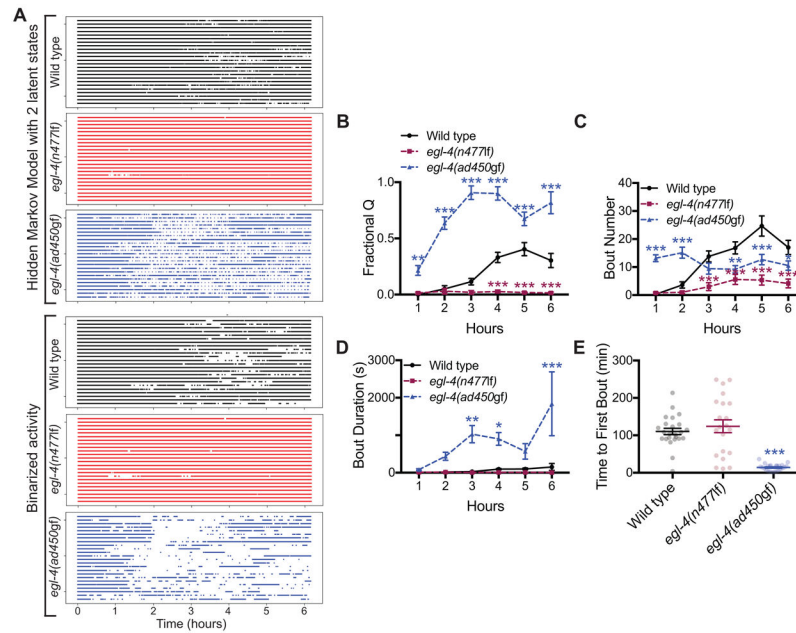 A
Hidden Markov Model with 2 latent states
Wild type
egl-4(n477lf)
egl-4(ad450gf)
Binarized activity
Wild type
egl-4(n477lf)
egl-4(ad450gf)
0 1 2 3 4 5 6
Time (hours)
B
Wild type
egl-4(n477lf)
egl-4(ad450gf)
Fractional Q
1.0
0.5
0.0
** *** *** *** *** ***
*** *** ***
1 2 3 4 5 6
Hours
C
Wild type
egl-4(n477lf)
egl-4(ad450gf)
Bout Number
40
30
20
10
0
*** *** ** *** *
*** *** *** ***
1 2 3 4 5 6
Hours
D
Wild type
egl-4(n477lf)
egl-4(ad450gf)
Bout Duration (s)
3000
2000
0
** * ***
1 2 3 4 5 6
Hours
E
Time to First Bout (min)
300
200
100
0
***
Wild type
egl-4(n477lf)
egl-4(ad450gf)